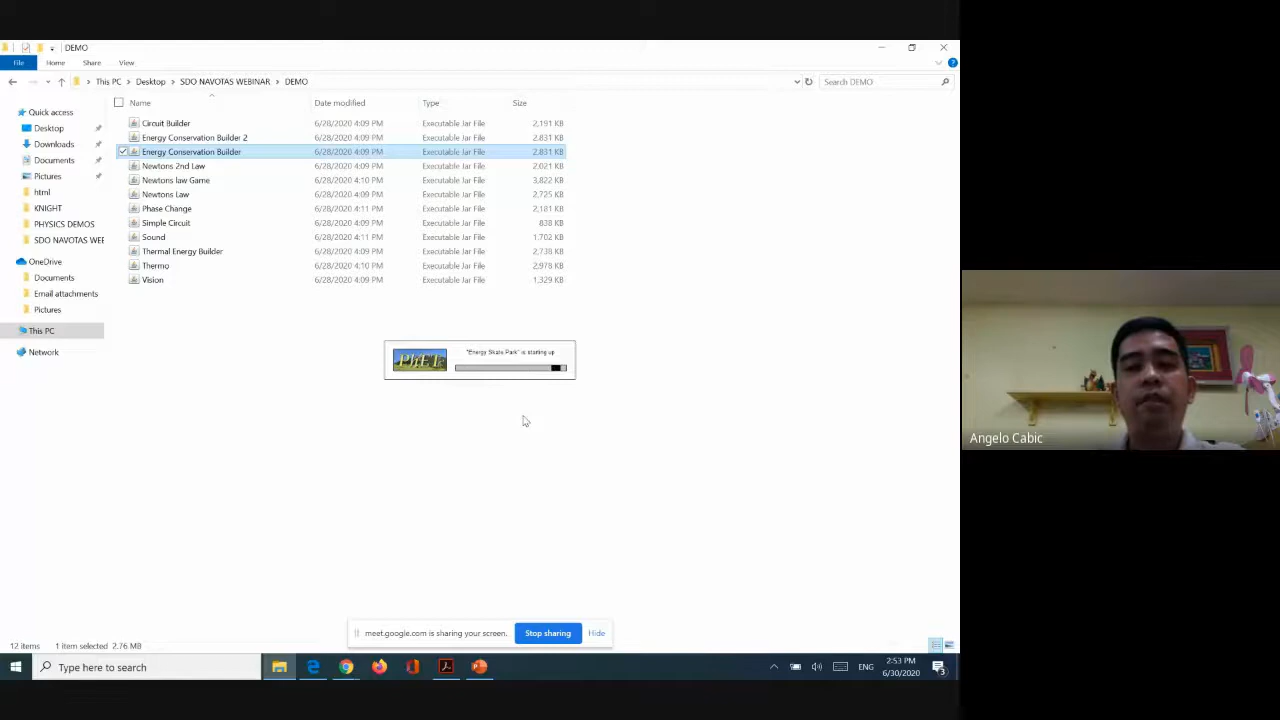 DEMO
File Home Share View
This PC Desktop SDO NAVOTAS WEBINAR DEMO Search DEMO
Name Date modified Type Size
Quick access
Desktop
Downloads
Documents
Pictures
html
KNIGHT
PHYSICS DEMOS
SDO NAVOTAS WEE
OneDrive
Documents
Email attachments
Pictures
This PC
Network
Circuit Builder 6/28/2020 4:09 PM Executable Jar File 2,191 KB
Energy Conservation Builder 2 6/28/2020 4:09 PM Executable Jar File 2,831 KB
Energy Conservation Builder 6/28/2020 4:09 PM Executable Jar File 2,831 KB
Newtons 2nd Law 6/28/2020 4:09 PM Executable Jar File 2,021 KB
Newtons law Game 6/28/2020 4:10 PM Executable Jar File 3,822 KB
Newtons Law 6/28/2020 4:09 PM Executable Jar File 2,725 KB
Phase Change 6/28/2020 4:11 PM Executable Jar File 2,181 KB
Simple Circuit 6/28/2020 4:09 PM Executable Jar File 838 KB
Sound 6/28/2020 4:11 PM Executable Jar File 1,702 KB
Thermal Energy Builder 6/28/2020 4:09 PM Executable Jar File 2,738 KB
Thermo 6/28/2020 4:10 PM Executable Jar File 2,978 KB
Vision 6/28/2020 4:09 PM Executable Jar File 1,329 KB
PhET
"Energy Skate Park" is starting up
Angelo Cabic
meet.google.com is sharing your screen. Stop sharing Hide
12 items 1 item selected 2.76 MB
Type here to search
ENG
2:53 PM
6/30/2020
3